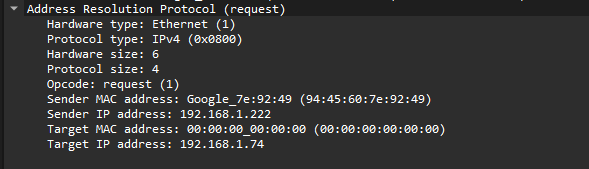 Address Resolution Protocol (request)
Hardware type: Ethernet (1)
Protocol type: IPv4 (0x0800)
Hardware size: 6
Protocol size: 4
Opcode: request (1)
Sender MAC address: Google_7e:92:49 (94:45:60:7e:92:49)
Sender IP address: 192.168.1.222
Target MAC address: 00:00:00_00:00:00 (00:00:00:00:00:00)
Target IP address: 192.168.1.74